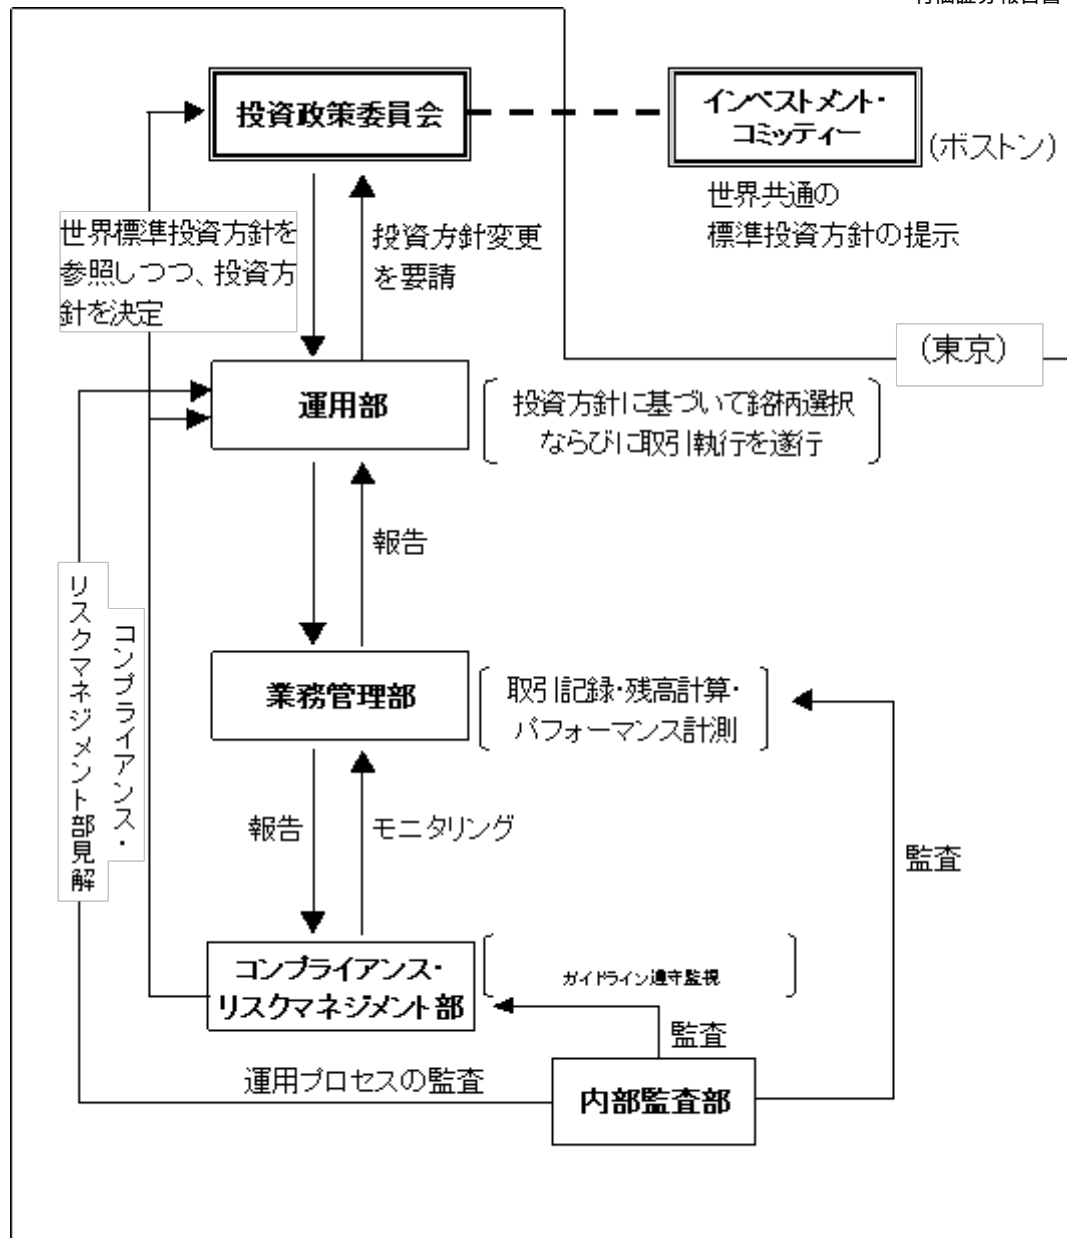 投資政策委員会
インベストメント・
コミッティー
(ボストン)
世界共通の
標準投資方針の提示
世界標準投資方針を
参照しつつ、投資方
針を決定
投資方針変更
を要請
(東京)
運用部
投資方針に基づいて銘柄選択
ならびに取引執行を遂行
報告
コンプライアンス・
リスクマネジメント部見解
業務管理部
取引記録・残高計算・
パフォーマンス計測
報告
モニタリング
監査
コンプライアンス・
リスクマネジメント部
ガイドライン遵守監視
監査
運用プロセスの監査
内部監査部